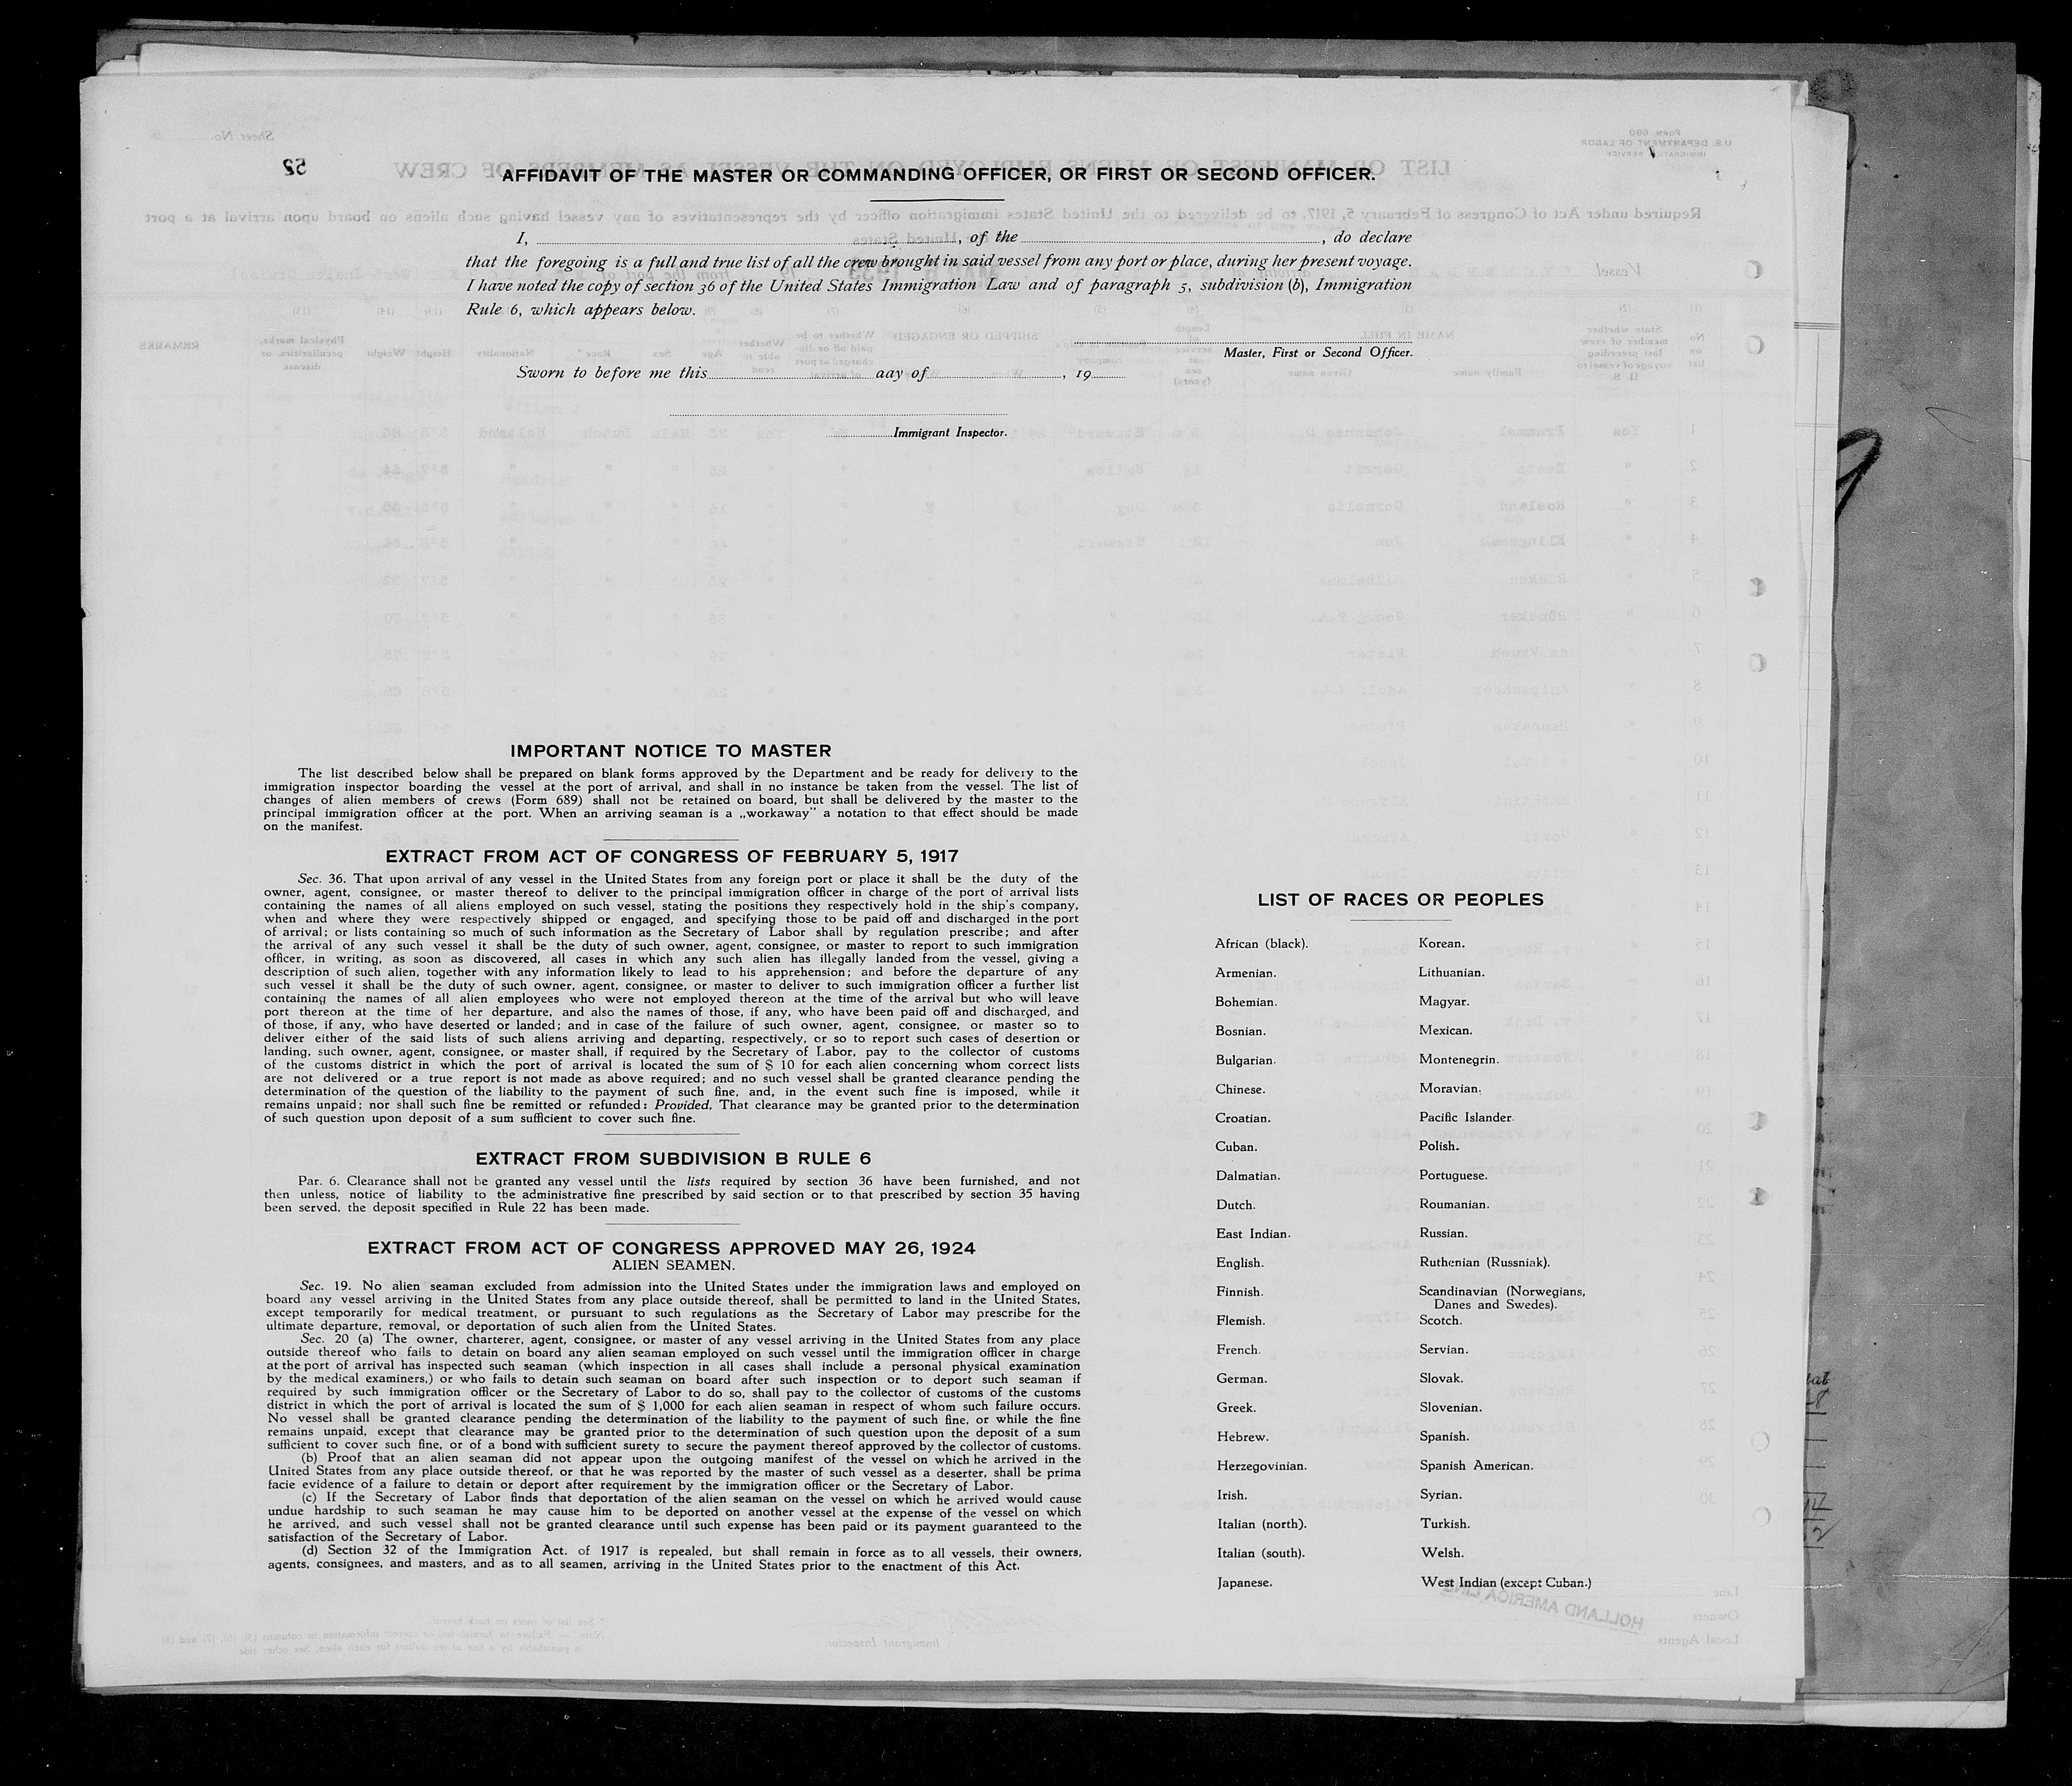 AFFIDAVIT OF THE MASTER OR COMMANDING OFFICER, OR FIRST OR SECOND OFFICER.
I, , of the , do declare
that the foregoing is a full and true list of all the crew brought in said vessel from any port or place, during her present voyage.
I have noted the copy of section 36 of the United States Immigration Law and of paragraph 5, subdivision (b), Immigration
Rule 6, which appears below.
Master, First or Second Officer.
Sworn to before me this aay of , 19
Immigrant Inspector.
IMPORTANT NOTICE TO MASTER
The list described below shall be prepared on blank forms approved by the Department and be ready for delivery to the
immigration inspector boarding the vessel at the port of arrival, and shall in no instance be taken from the vessel. The list of
changes of alien members of crews (Form 689) shall not be retained on board, but shall be delivered by the master to the
principal immigration officer at the port. When an arriving seaman is a „workaway" a notation to that effect should be made
on the manifest.
EXTRACT FROM ACT OF CONGRESS OF FEBRUARY 5, 1917
Sec. 36. That upon arrival of any vessel in the United States from any foreign port or place it shall be the duty of the
owner, agent, consignee, or master thereof to deliver to the principal immigration officer in charge of the port of arrival lists
containing the names of all aliens employed on such vessel, stating the positions they respectively hold in the ship's company,
when and where they were respectively shipped or engaged, and specifying those to be paid off and discharged in the port
of arrival; or lists containing so much of such information as the Secretary of Labor shall by regulation prescribe; and after
the arrival of any such vessel it shall be the duty of such owner, agent, consignee, or master to report to such immigration
officer, in writing, as soon as discovered, all cases in which any such alien has illegally landed from the vessel, giving a
description of such alien, together with any information likely to lead to his apprehension; and before the departure of any
such vessel it shall be the duty of such owner, agent, consignee, or master to deliver to such immigration officer a further list
containing the names of all alien employees who were not employed thereon at the time of the arrival but who will leave
port thereon at the time of her departure, and also the names of those, if any, who have been paid off and discharged, and
of those, if any, who have deserted or landed; and in case of the failure of such owner, agent, consignee, or master so to
deliver either of the said lists of such aliens arriving and departing, respectively, or so to report such cases of desertion or
landing, such owner, agent, consignee, or master shall, if required by the Secretary of Labor, pay to the collector of customs
of the customs district in which the port of arrival is located the sum of $ 10 for each alien concerning whom correct lists
are not delivered or a true report is not made as above required; and no such vessel shall be granted clearance pending the
determination of the question of the liability to the payment of such fine, and, in the event such fine is imposed, while it
remains unpaid; nor shall such fine be remitted or refunded: Provided, That clearance may be granted prior to the determination
of such question upon deposit of a sum sufficient to cover such fine.
EXTRACT FROM SUBDIVISION B RULE 6
Par. 6. Clearance shall not be granted any vessel until the lists required by section 36 have been furnished, and not
then unless, notice of liability to the administrative fine prescribed by said section or to that prescribed by section 35 having
been served, the deposit specified in Rule 22 has been made.
EXTRACT FROM ACT OF CONGRESS APPROVED MAY 26, 1924
ALIEN SEAMEN.
Sec. 19. No alien seaman excluded from admission into the United States under the immigration laws and employed on
board any vessel arriving in the United States from any place outside thereof, shall be permitted to land in the United States,
except temporarily for medical treatment, or pursuant to such regulations as the Secretary of Labor may prescribe for the
ultimate departure, removal, or deportation of such alien from the United States.
Sec. 20 (a) The owner, charterer, agent, consignee, or master of any vessel arriving in the United States from any place
outside thereof who fails to detain on board any alien seaman employed on such vessel until the immigration officer in charge
at the port of arrival has inspected such seaman (which inspection in all cases shall include a personal physical examination
by the medical examiners,) or who fails to detain such seaman on board after such inspection or to deport such seaman if
required by such immigration officer or the Secretary of Labor to do so, shall pay to the collector of customs of the customs
district in which the port of arrival is located the sum of $ 1,000 for each alien seaman in respect of whom such failure occurs.
No vessel shall be granted clearance pending the determination of the liability to the payment of such fine, or while the fine
remains unpaid, except that clearance may be granted prior to the determination of such question upon the deposit of a sum
sufficient to cover such fine, or of a bond with sufficient surety to secure the payment thereof approved by the collector of customs.
(b) Proof that an alien seaman did not appear upon the outgoing manifest of the vessel on which he arrived in the
United States from any place outside thereof, or that he was reported by the master of such vessel as a deserter, shall be prima
facie evidence of a failure to detain or deport after requirement by the immigration officer or the Secretary of Labor.
(c) If the Secretary of Labor finds that deportation of the alien seaman on the vessel on which he arrived would cause
undue hardship to such seaman he may cause him to be deported on another vessel at the expense of the vessel on which
he arrived, and such vessel shall not be granted clearance until such expense has been paid or its payment guaranteed to the
satisfaction of the Secretary of Labor.
(d) Section 32 of the Immigration Act. of 1917 is repealed, but shall remain in force as to all vessels, their owners,
agents, consignees, and masters, and as to all seamen, arriving in the United States prior to the enactment of this Act.
LIST OF RACES OR PEOPLES
African (black).
Armenian.
Bohemian.
Bosnian.
Bulgarian.
Chinese.
Croatian.
Cuban.
Dalmatian.
Dutch.
East Indian.
English.
Finnish.
Flemish.
French.
German.
Greek.
Hebrew.
Herzegovinian.
Irish.
Italian (north).
Italian (south).
Japanese.
Korean.
Lithuanian.
Magyar.
Mexican.
Montenegrin.
Moravian.
Pacific Islander.
Polish.
Portuguese.
Roumanian.
Russian.
Ruthenian (Russniak).
Scandinavian (Norwegians,
Danes and Swedes).
Scotch.
Servian.
Slovak.
Slovenian.
Spanish.
Spanish American.
Syrian.
Turkish.
Welsh.
West Indian (except Cuban.)